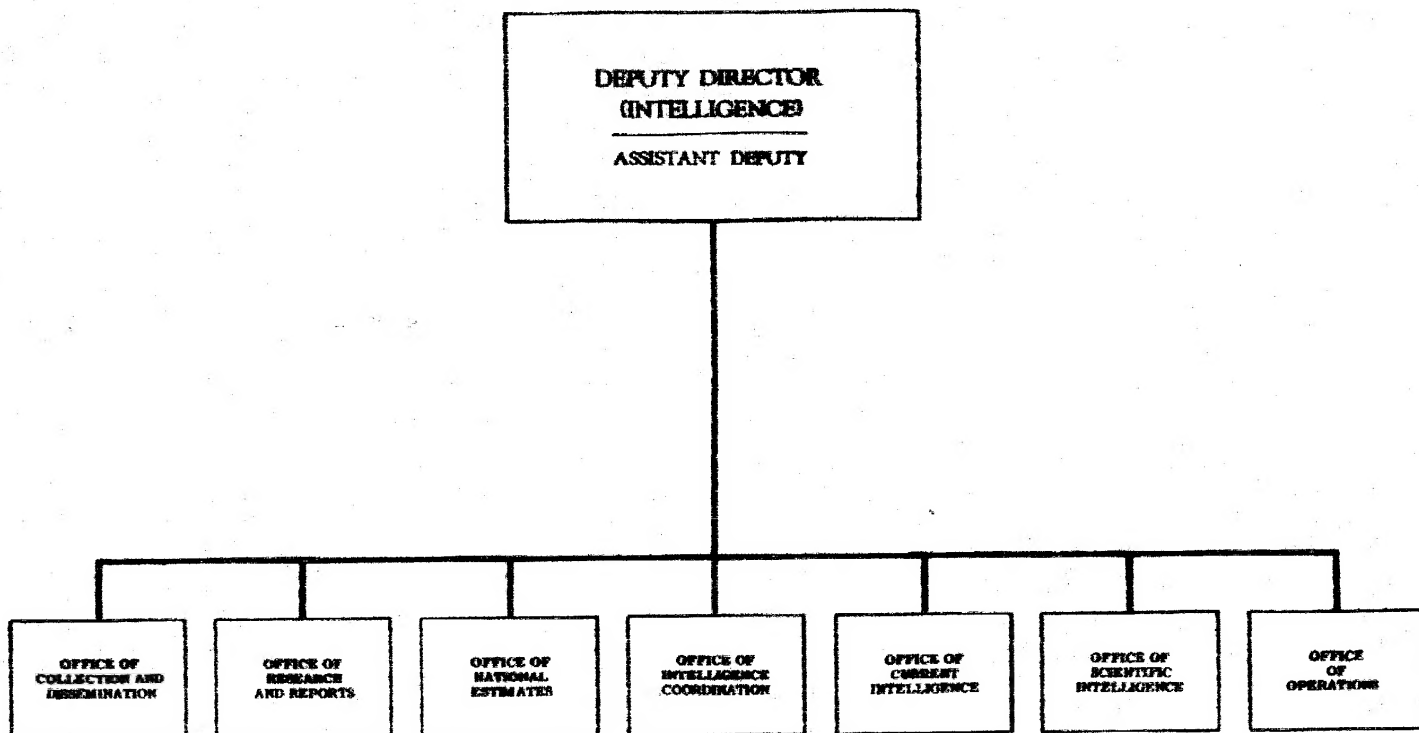 DEPUTY DIRECTOR
(INTELLIGENCE)
ASSISTANT DEPUTY
OFFICE OF
COLLECTION AND
DISSEMINATION
OFFICE OF
RESEARCH
AND REPORTS
OFFICE OF
NATIONAL
ESTIMATES
OFFICE OF
INTELLIGENCE
COORDINATION
OFFICE OF
CURRENT
INTELLIGENCE
OFFICE OF
SCIENTIFIC
INTELLIGENCE
OFFICE
OF
OPERATIONS